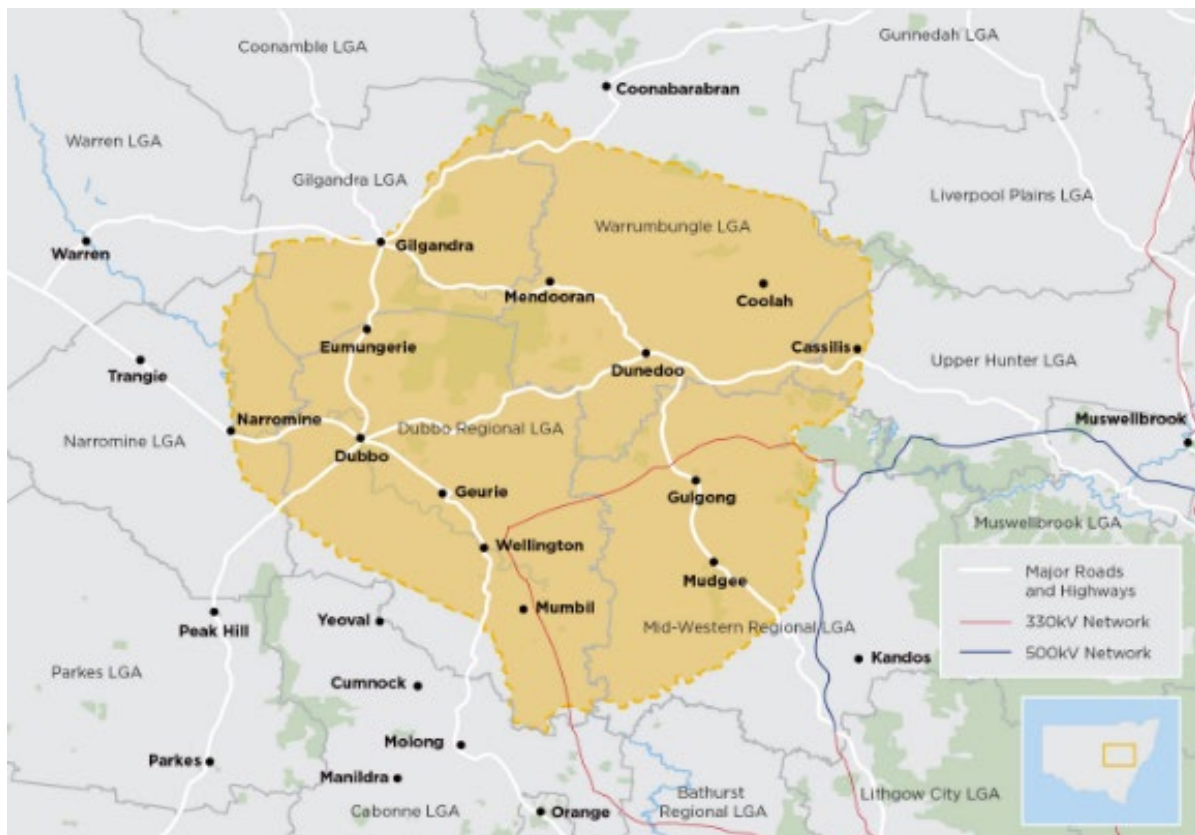 Coonamble LGA
Gunnedah LGA
Coonabarabran
Warren LGA
Gilgandra LGA
Liverpool Plains LGA
Warrumbungle LGA
Warren
Gilgandra
Mendooran
Coolah
Eumungerie
Cassilis
Trangie
Dunedoo
Upper Hunter LGA
Narromine
Muswellbrook
Narromine LGA
Dubbo Regional LGA
Dubbo
Geurie
Gulgong
Muswellbrook LGA
Wellington
Mudgee
Mumbil
Peak Hill
Yeoval
Mid-Western Regional LGA
Kandos
Parkes LGA
Cumnock
Molong
Parkes
Manildra
Cabonne LGA
Orange
Bathurst
Regional LGA
Lithgow City LGA
Major Roads
and Highways
330kV Network
500kV Network